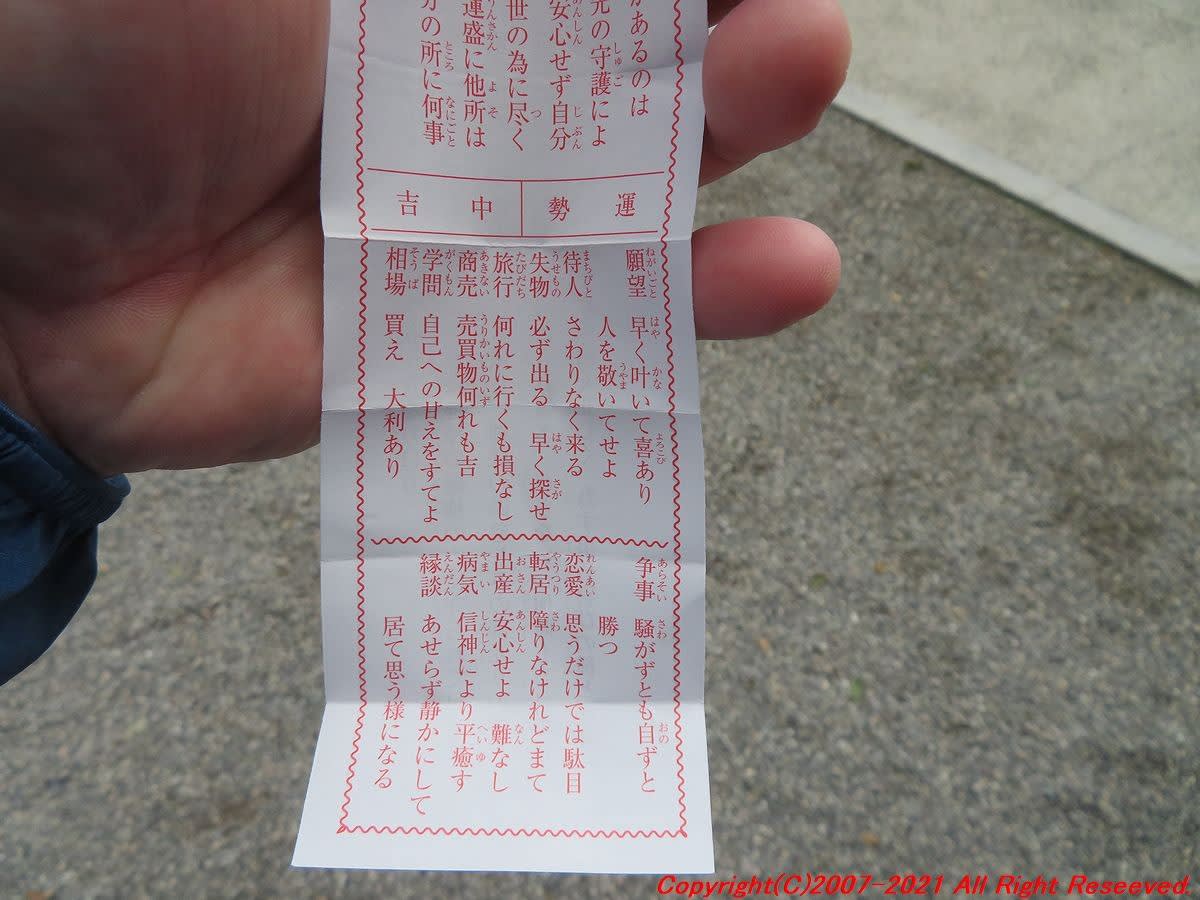 があるのは
の守護によ
安心せず自分
世の為に尽く
運盛に他所は
の所に何事
運勢 中吉
願望 早く叶いて喜あり
人を敬いてせよ
待人 さわりなく来る
失物 必ず出る 早く探せ
旅行 何れに行くも損なし
商売 売買物何れも吉
学問 自己への甘えをすてよ
相場 買え 大利あり
争事 騒がずとも自ずと
勝つ
恋愛 思うだけでは駄目
転居 障りなけれどまて
出産 安心せよ 難なし
病気 信神により平癒す
縁談 あせらず静かにして
居て思う様になる
Copyright(C)2007-2021 All Right Reseeved.